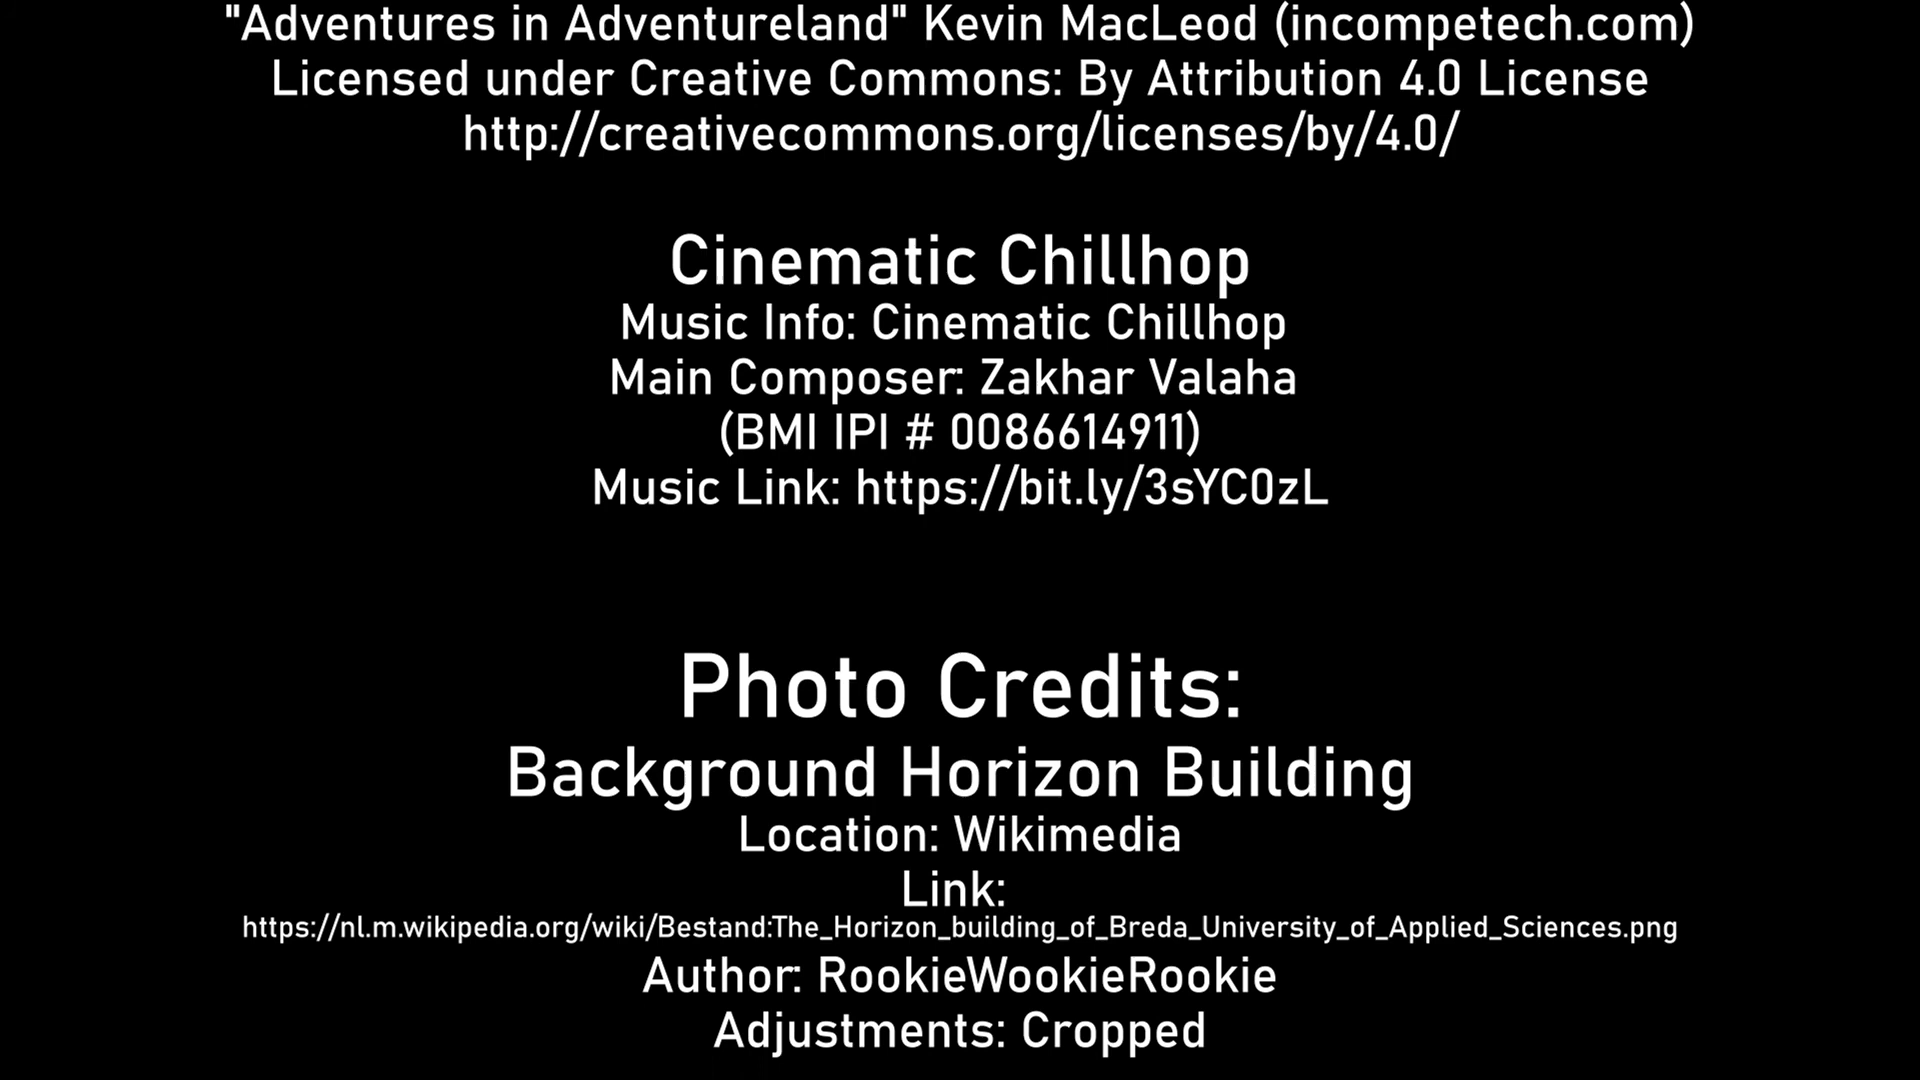 "Adventures in Adventureland" Kevin MacLeod (incompetech.com)
Licensed under Creative Commons: By Attribution 4.0 License
http://creativecommons.org/licenses/by/4.0/
Cinematic Chillhop
Music Info: Cinematic Chillhop
Main Composer: Zakhar Valaha
(BMI IPI # 0086614911)
Music Link: https://bit.ly/3sYC0zL
Photo Credits:
Background Horizon Building
Location: Wikimedia
Link:
https://nl.m.wikipedia.org/wiki/Bestand:The_Horizon_building_of_Breda_University_of_Applied_Sciences.png
Author: RookieWookieRookie
Adjustments: Cropped